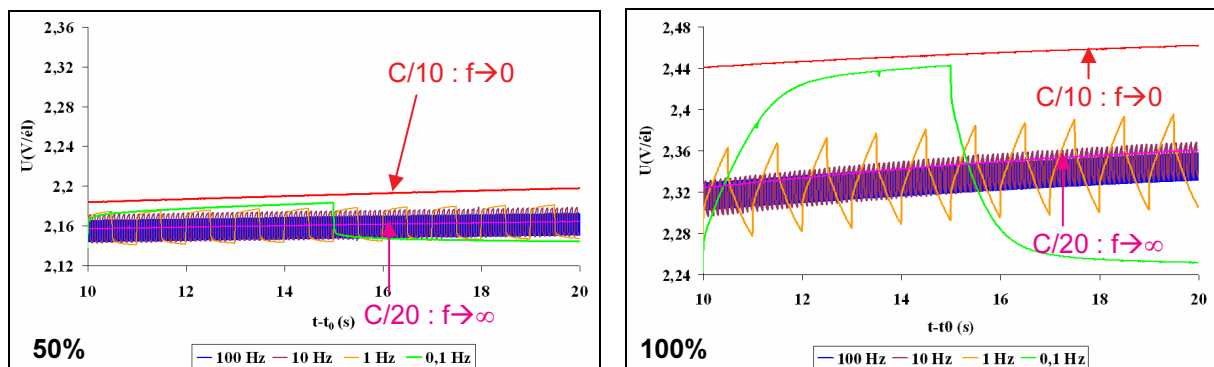 2,36
2,32
2,28
2,24
2,2
2,16
2,12
U(V/él)
C/10 : f→0
C/20 : f→∞
10 12 14 16 18 20
t-t0 (s)
50%
100 Hz 10 Hz 1 Hz 0,1 Hz
2,48
2,44
2,4
2,36
2,32
2,28
2,24
U(V/él)
C/10 : f→0
C/20 : f→∞
10 12 14 16 18 20
t-t0 (s)
100%
100 Hz 10 Hz 1 Hz 0,1 Hz